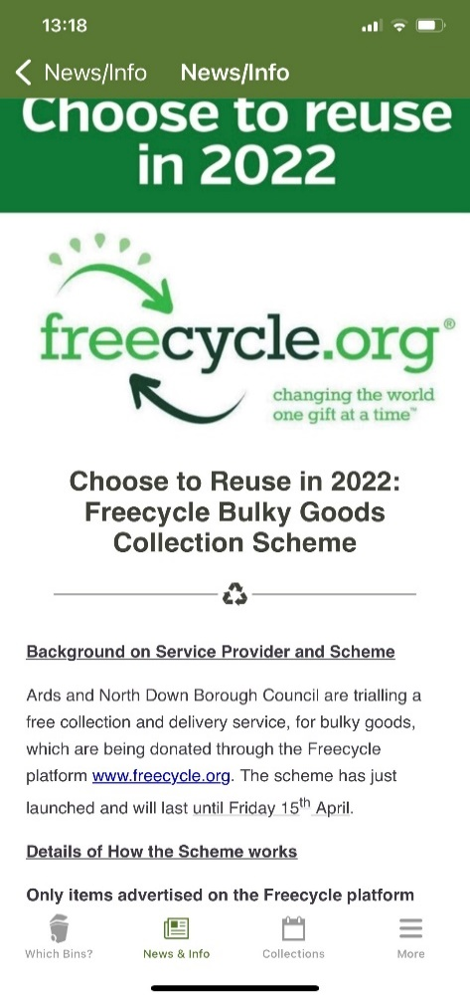 13:18
News/Info News/Info
Choose to reuse
in 2022
freecycle.org®
changing the world
one gift at a time™
Choose to Reuse in 2022:
Freecycle Bulky Goods
Collection Scheme
Background on Service Provider and Scheme
Ards and North Down Borough Council are trialling a
free collection and delivery service, for bulky goods,
which are being donated through the Freecycle
platform www.freecycle.org. The scheme has just
launched and will last until Friday 15th April.
Details of How the Scheme works
Only items advertised on the Freecycle platform
Which Bins? News & Info Collections More